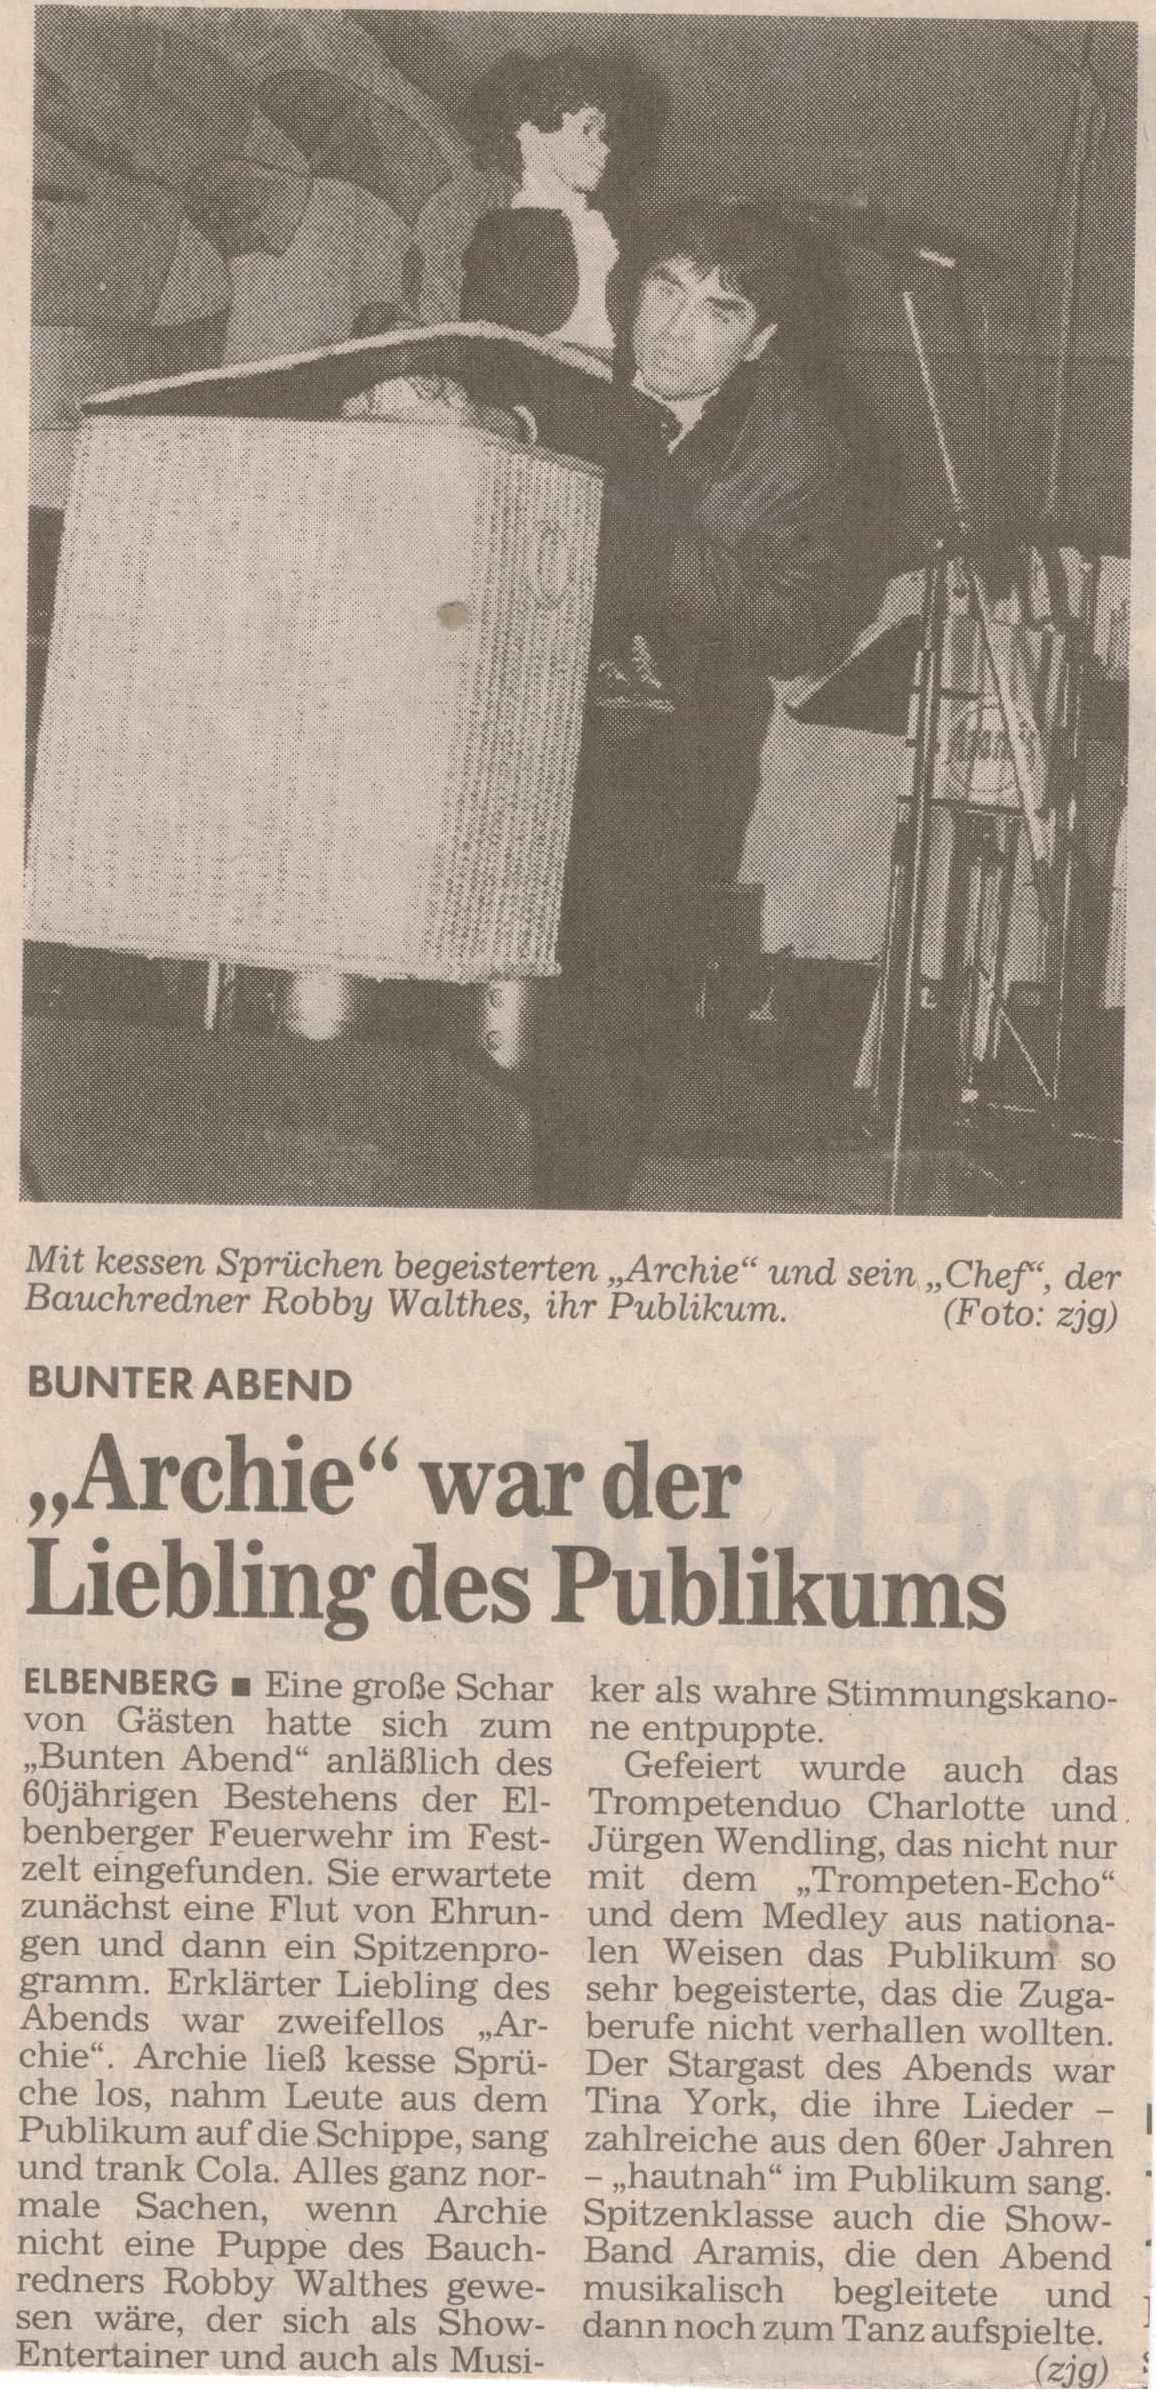 Mit kessen Sprüchen begeisterten „Archie“ und sein „Chef“, der
Bauchredner Robby Walthes, ihr Publikum. (Foto: zjg)
BUNTER ABEND
„Archie“ war der
Liebling des Publikums
ELBENBERG ■ Eine große Schar
von Gästen hatte sich zum
„Bunten Abend“ anläßlich des
60jährigen Bestehens der El-
benberger Feuerwehr im Fest-
zelt eingefunden. Sie erwartete
zunächst eine Flut von Ehrun-
gen und dann ein Spitzenpro-
gramm. Erklärter Liebling des
Abends war zweifellos „Ar-
chie“. Archie ließ kesse Sprü-
che los, nahm Leute aus dem
Publikum auf die Schippe, sang
und trank Cola. Alles ganz nor-
male Sachen, wenn Archie
nicht eine Puppe des Bauch-
redners Robby Walthes gewe-
sen wäre, der sich als Show-
Entertainer und auch als Musi-
ker als wahre Stimmungskano-
ne entpuppte.
Gefeiert wurde auch das
Trompetenduo Charlotte und
Jürgen Wendling, das nicht nur
mit dem „Trompeten-Echo“
und dem Medley aus nationa-
len Weisen das Publikum so
sehr begeisterte, das die Zuga-
berufe nicht verhallen wollten.
Der Stargast des Abends war
Tina York, die ihre Lieder –
zahlreiche aus den 60er Jahren
– „hautnah“ im Publikum sang.
Spitzenklasse auch die Show-
Band Aramis, die den Abend
musikalisch begleitete und
dann noch zum Tanz aufspielte.
(zjg)